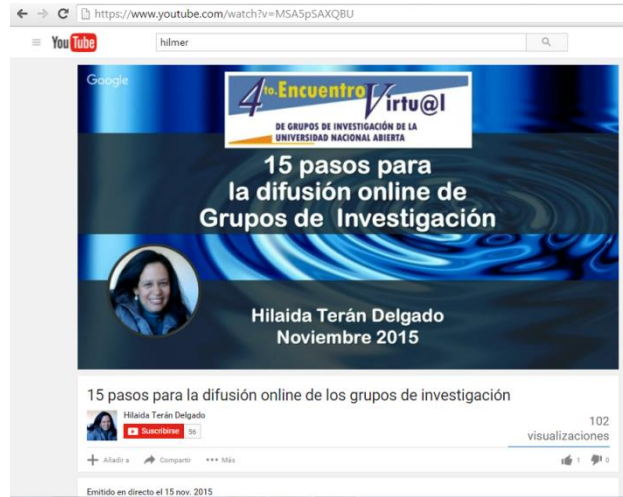 https://www.youtube.com/watch?v=MSA5pSAXQBU
YouTube
hilmer
Google
4to. Encuentro Virtu@l
DE GRUPOS DE INVESTIGACIÓN DE LA
UNIVERSIDAD NACIONAL ABIERTA
15 pasos para
la difusión online de
Grupos de Investigación
Hilaida Terán Delgado
Noviembre 2015
15 pasos para la difusión online de los grupos de investigación
Hilaida Terán Delgado
Suscribirse 56
102
visualizaciones
Añadir a Compartir Más
1 0
Emitido en directo el 15 nov. 2015